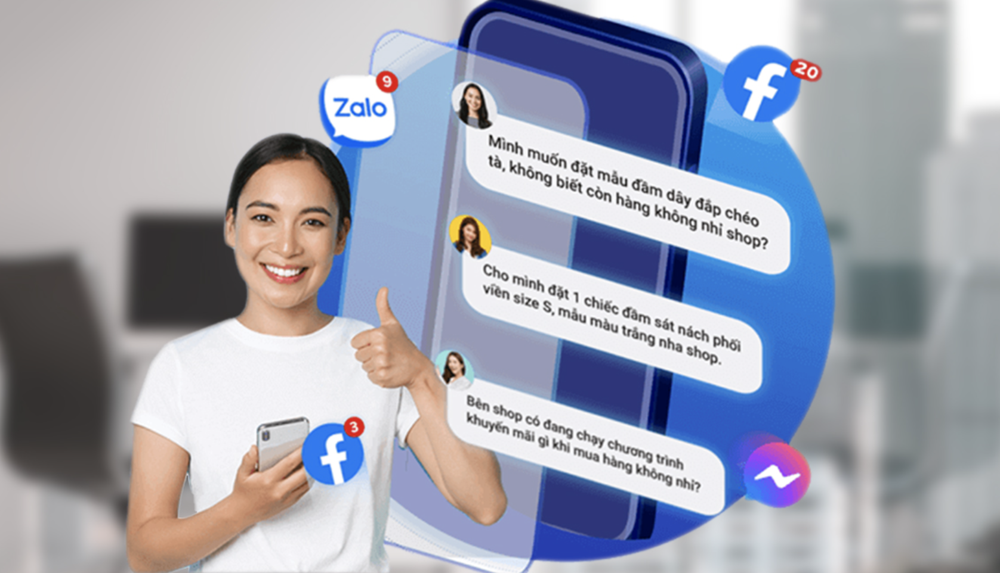 Zalo
9
20
Mình muốn đặt mẫu đầm dây đắp chéo
tà, không biết còn hàng không nhỉ shop?
Cho mình đặt 1 chiếc đầm sát nách phối
viền size S, mẫu màu trắng nha shop.
Bên shop có đang chạy chương trình
khuyến mãi gì khi mua hàng không nhỉ?
3